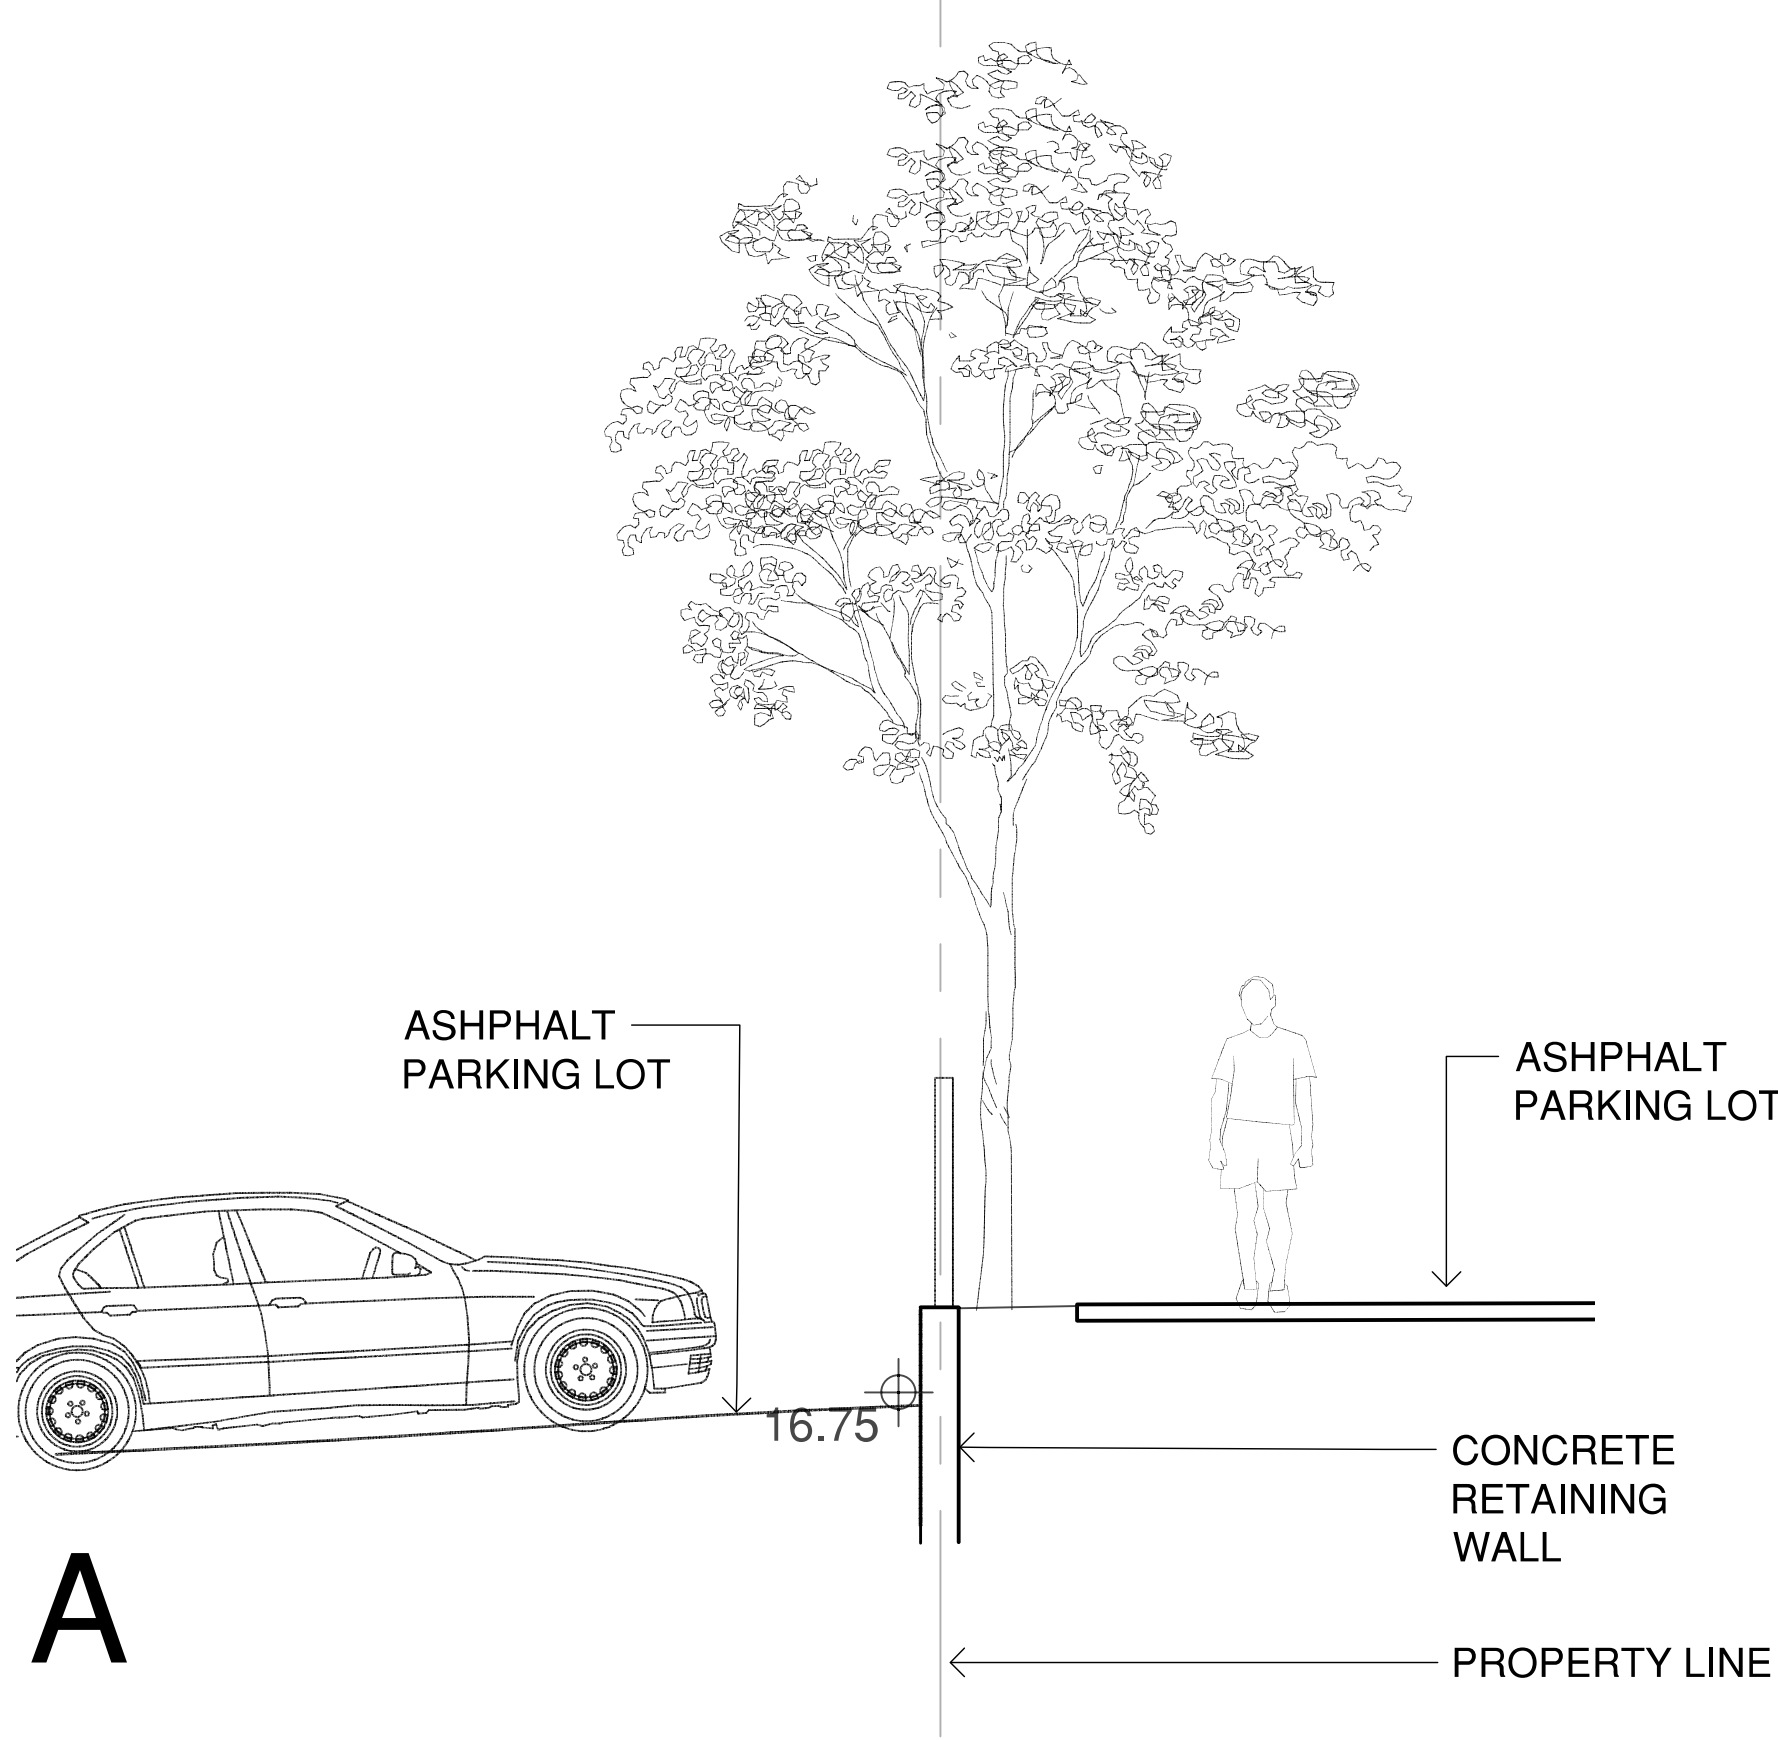 ASHPHALT
PARKING LOT
ASHPHALT
PARKING LOT
16.75
CONCRETE
RETAINING
WALL
A
PROPERTY LINE